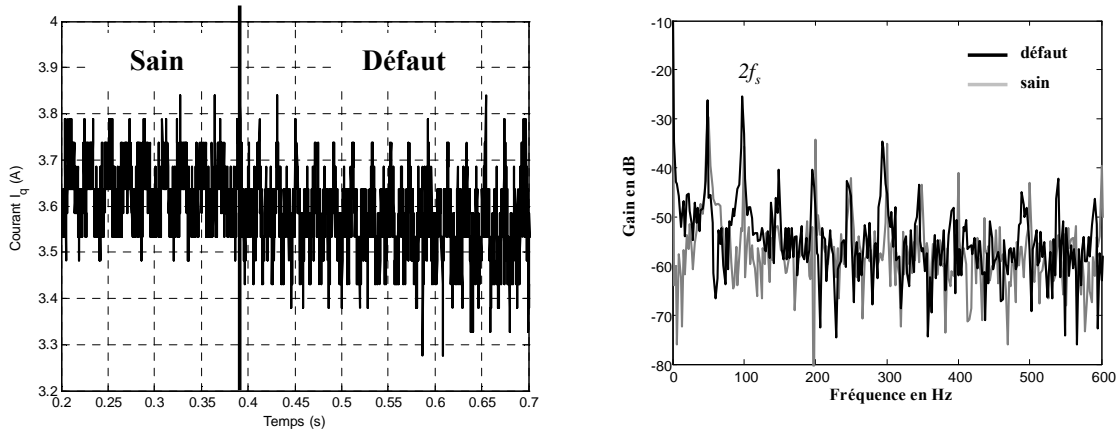 4
3.9
3.8
3.7
3.6
3.5
3.4
3.3
3.2
Courant I_q (A)
Sain
Défaut
0.2 0.25 0.3 0.35 0.4 0.45 0.5 0.55 0.6 0.65 0.7
Temps (s)
-10
-20
-30
-40
-50
-60
-70
-80
Gain en dB
2f_s
défaut
sain
0 100 200 300 400 500 600
Fréquence en Hz